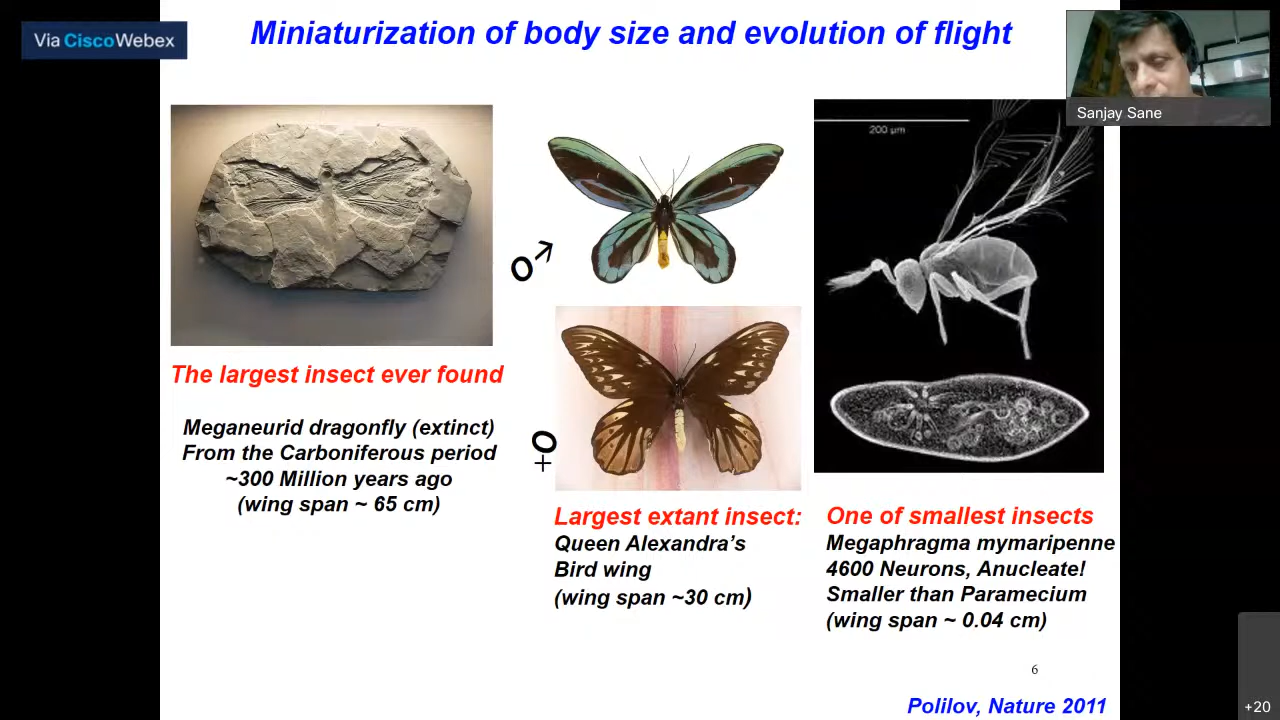 Via CiscoWebex
Miniaturization of body size and evolution of flight
Sanjay Sane
200 µm
♂
♀
The largest insect ever found
Meganeurid dragonfly (extinct)
From the Carboniferous period
~300 Million years ago
(wing span ~ 65 cm)
Largest extant insect:
Queen Alexandra's
Bird wing
(wing span ~30 cm)
One of smallest insects
Megaphragma mymaripenne
4600 Neurons, Anucleate!
Smaller than Paramecium
(wing span ~ 0.04 cm)
6
Polilov, Nature 2011
+20